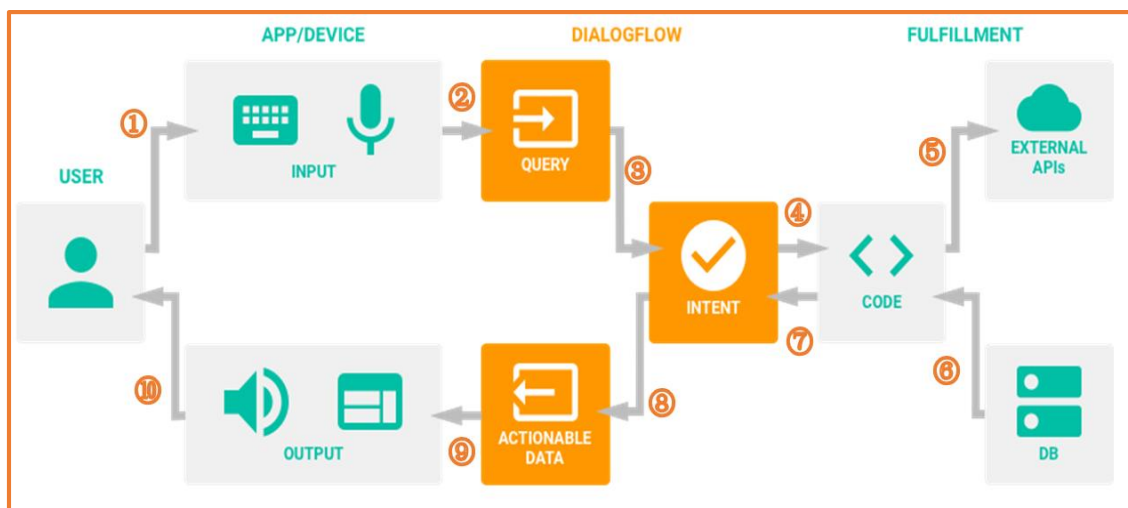 APP/DEVICE
DIALOGFLOW
FULFILLMENT
①
②
INPUT
QUERY
③
⑤
EXTERNAL
APIs
USER
④
INTENT
CODE
⑦
⑥
⑩
OUTPUT
⑨
ACTIONABLE
DATA
⑧
DB